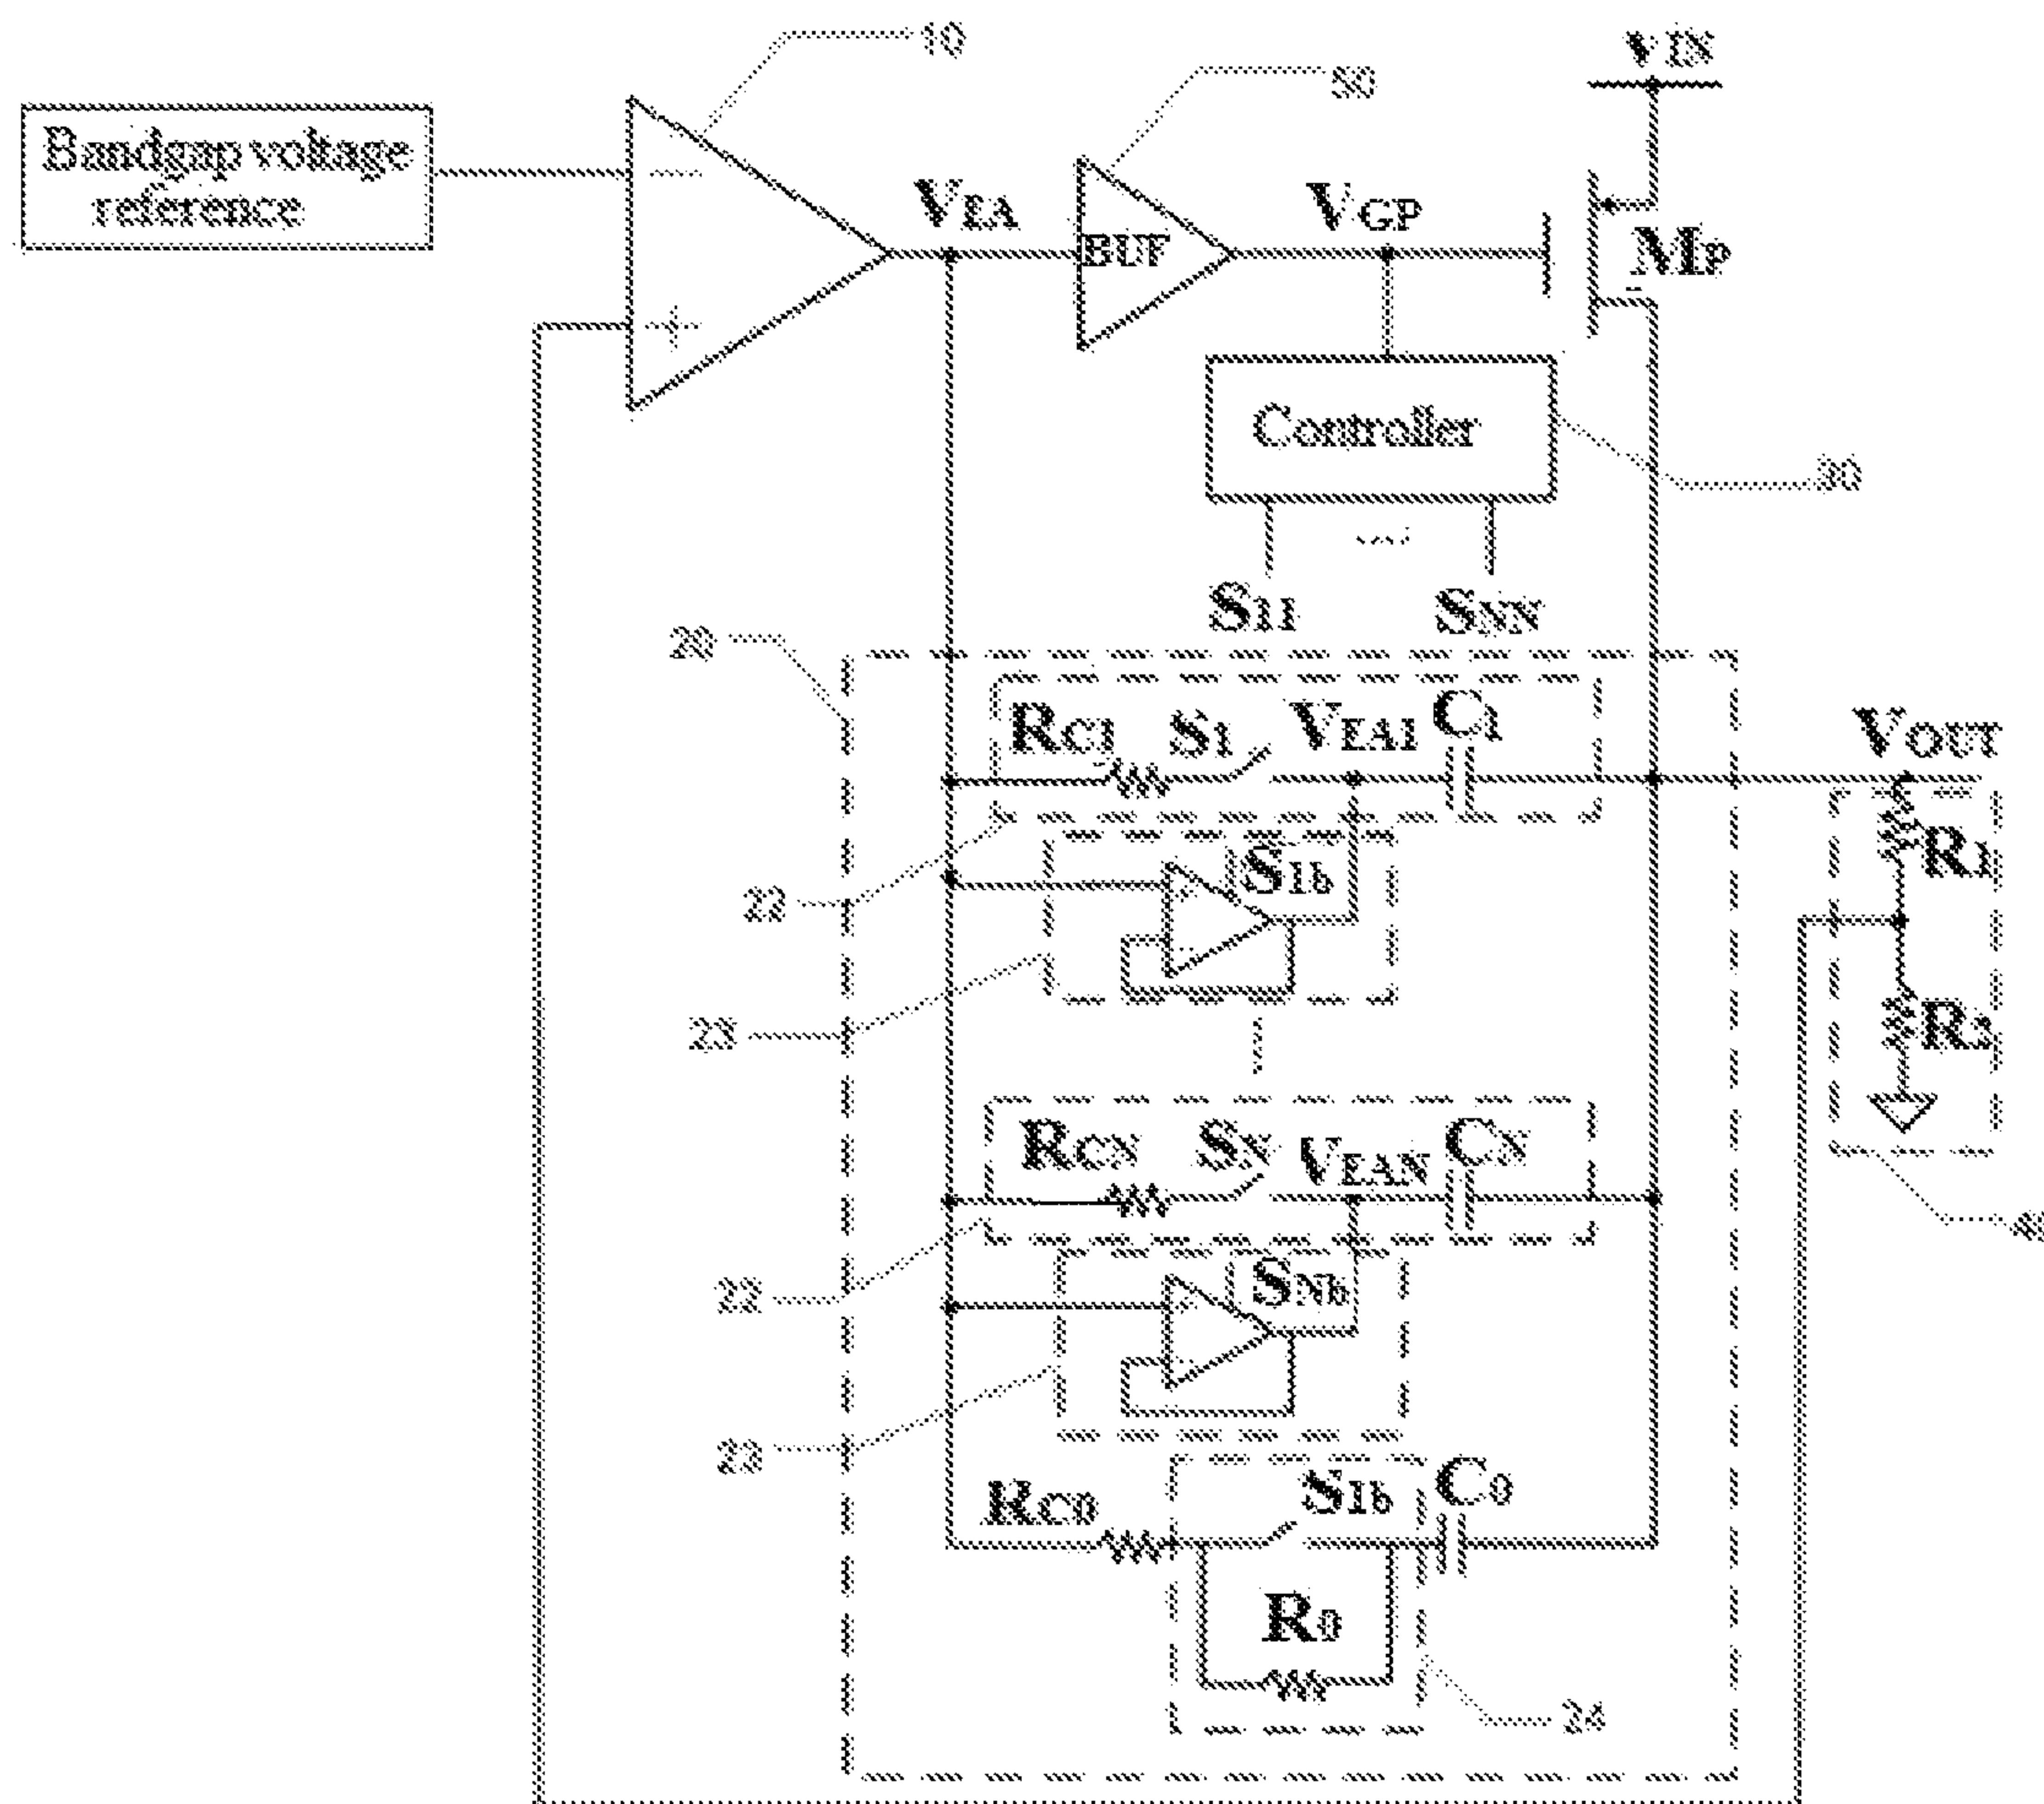 10
50
VIN
Bandgap voltage
reference
−
+
VEA
BUF
VGP
MP
Controller
30
...
S11
SNN
20
RC1
S1
VEA1
C1
VOUT
R1
22
S1b
23
R2
RCN
SN
VEAN
CN
22
SNb
23
RC0
S1b
C0
R0
24